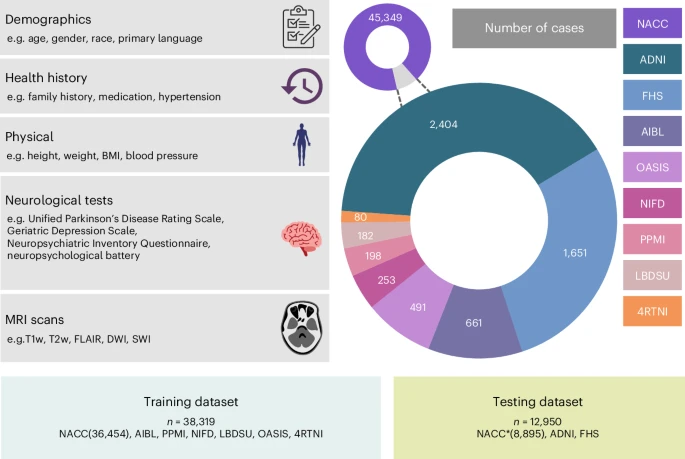 Demographics
e.g. age, gender, race, primary language
Health history
e.g. family history, medication, hypertension
Physical
e.g. height, weight, BMI, blood pressure
Neurological tests
e.g. Unified Parkinson's Disease Rating Scale,
Geriatric Depression Scale,
Neuropsychiatric Inventory Questionnaire,
neuropsychological battery
MRI scans
e.g.T1w, T2w, FLAIR, DWI, SWI
45,349
Number of cases
2,404
1,651
661
491
253
198
182
80
NACC
ADNI
FHS
AIBL
OASIS
NIFD
PPMI
LBDSU
4RTNI
Training dataset
n = 38,319
NACC(36,454), AIBL, PPMI, NIFD, LBDSU, OASIS, 4RTNI
Testing dataset
n = 12,950
NACC*(8,895), ADNI, FHS